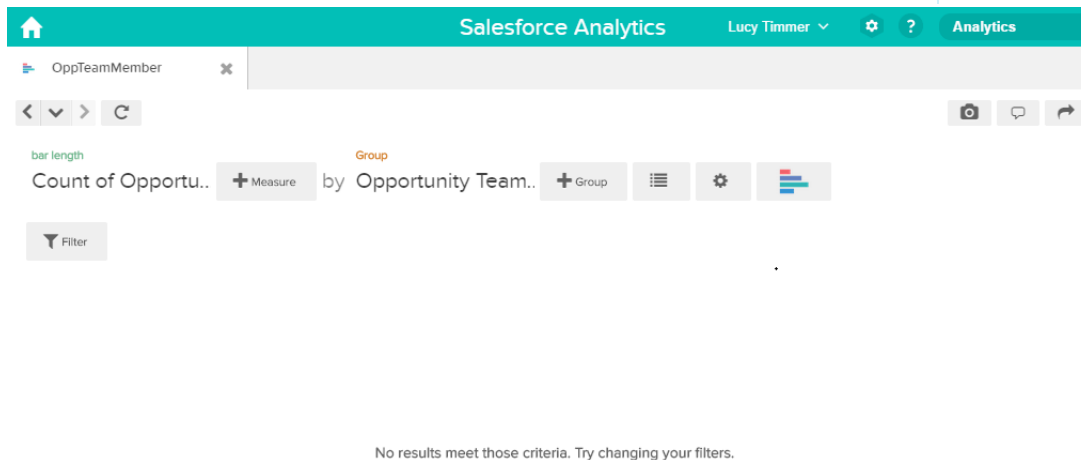 Salesforce Analytics
Lucy Timmer
?
Analytics
OppTeamMember
bar length
Group
Count of Opportu..
+ Measure
by
Opportunity Team..
+ Group
Filter
No results meet those criteria. Try changing your filters.